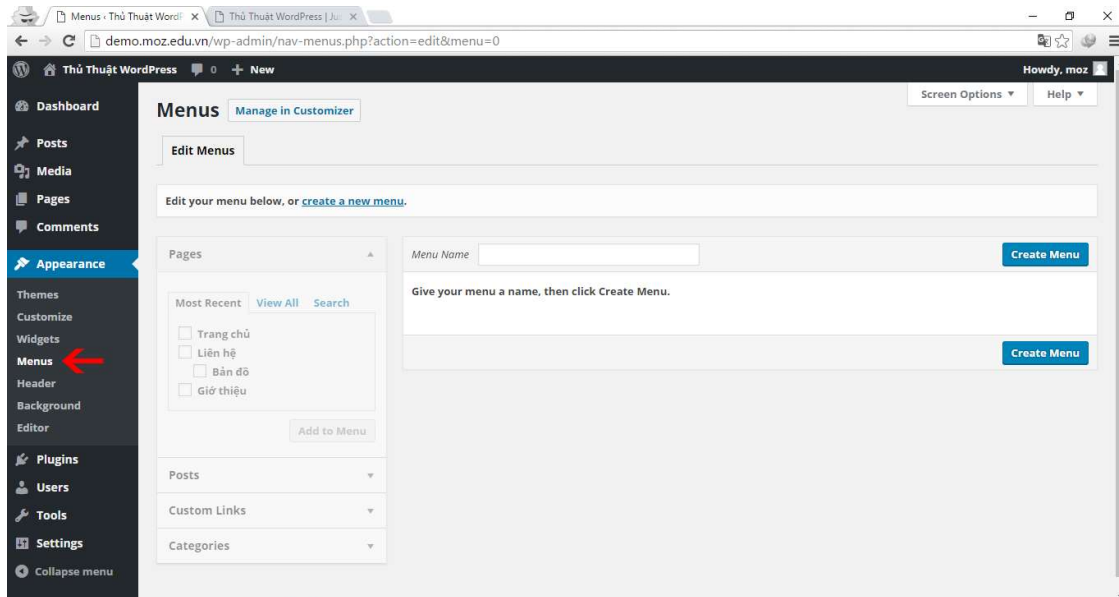 Menus ‹ Thủ Thuật WordP
Thủ Thuật WordPress | Ju
demo.moz.edu.vn/wp-admin/nav-menus.php?action=edit&menu=0
Thủ Thuật WordPress 0 + New Howdy, moz
Screen Options Help
Dashboard
Posts
Media
Pages
Comments
Appearance
Themes
Customize
Widgets
Menus
Header
Background
Editor
Plugins
Users
Tools
Settings
Collapse menu
Menus Manage in Customizer
Edit Menus
Edit your menu below, or create a new menu.
Pages
Most Recent View All Search
Trang chủ
Liên hệ
Bản đồ
Giớ thiệu
Add to Menu
Posts
Custom Links
Categories
Menu Name Create Menu
Give your menu a name, then click Create Menu.
Create Menu